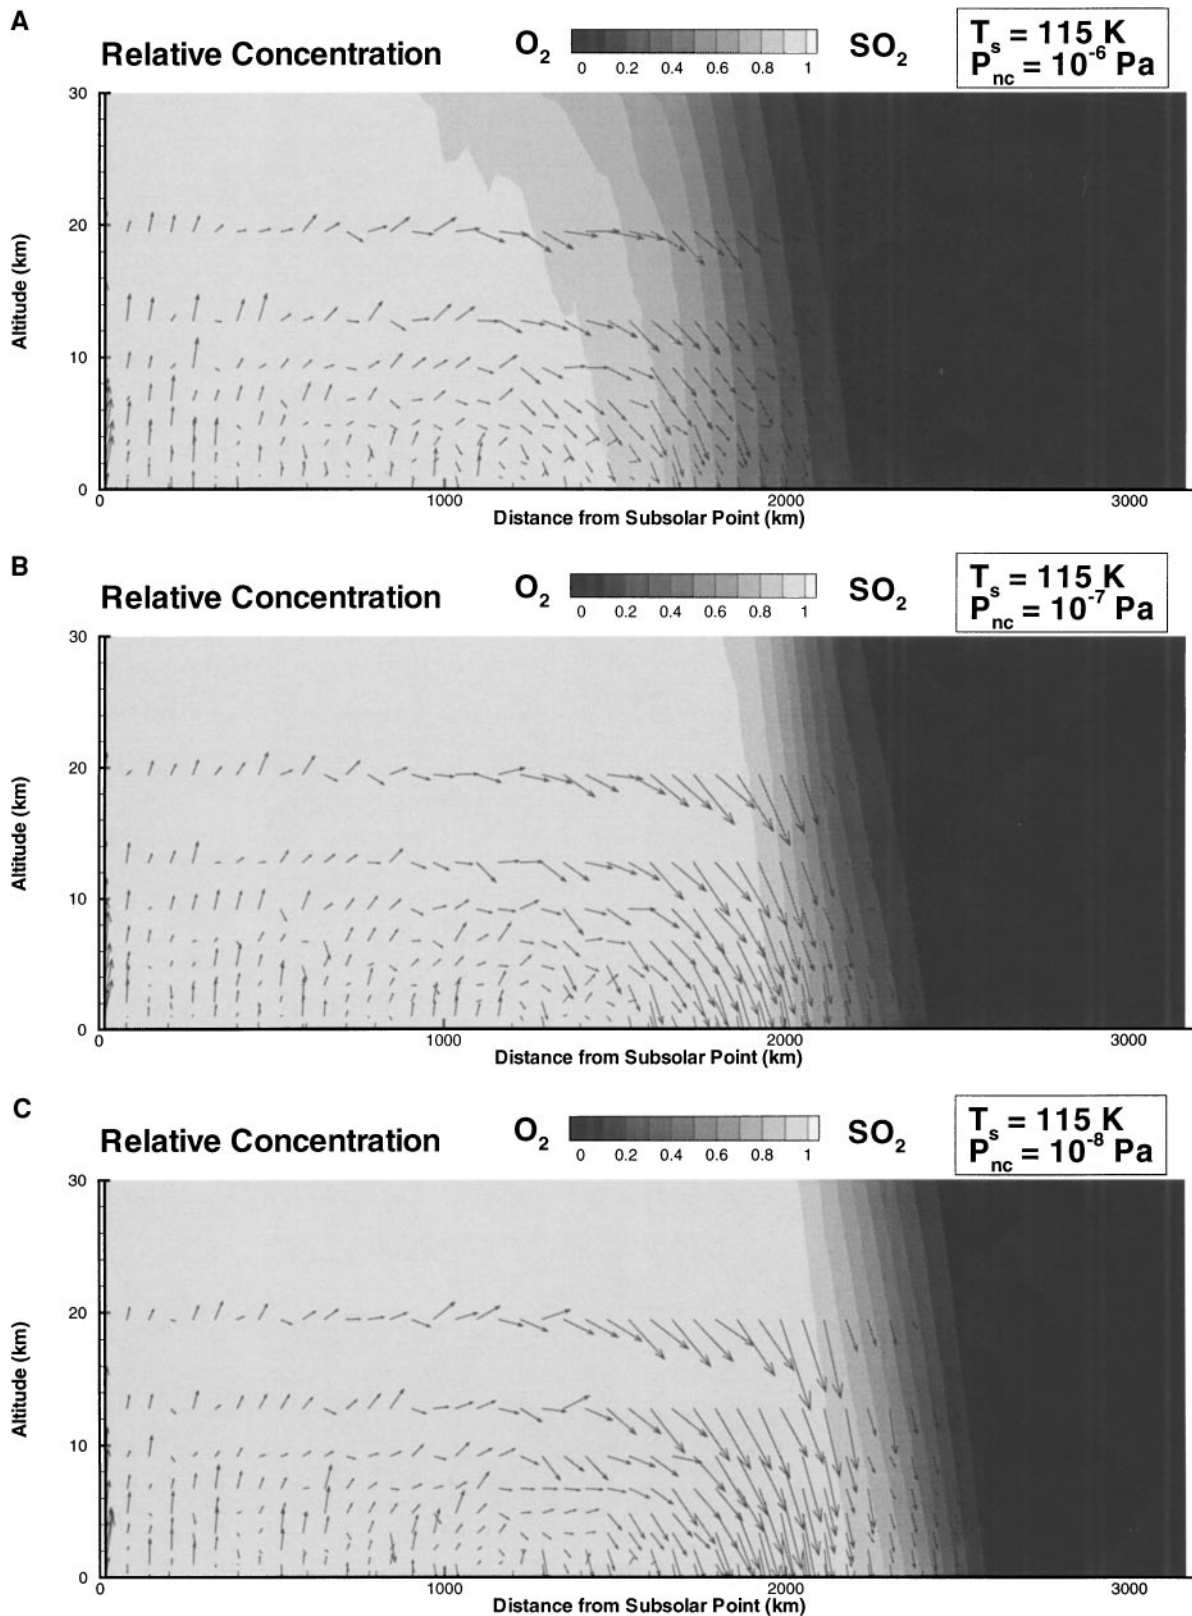 A
Relative Concentration
O2 SO2
0 0.2 0.4 0.6 0.8 1
Ts = 115 K
Pnc = 10^-6 Pa
30
20
10
0
Altitude (km)
0 1000 2000 3000
Distance from Subsolar Point (km)
B
Relative Concentration
O2 SO2
0 0.2 0.4 0.6 0.8 1
Ts = 115 K
Pnc = 10^-7 Pa
30
20
10
0
Altitude (km)
0 1000 2000 3000
Distance from Subsolar Point (km)
C
Relative Concentration
O2 SO2
0 0.2 0.4 0.6 0.8 1
Ts = 115 K
Pnc = 10^-8 Pa
30
20
10
0
Altitude (km)
0 1000 2000 3000
Distance from Subsolar Point (km)